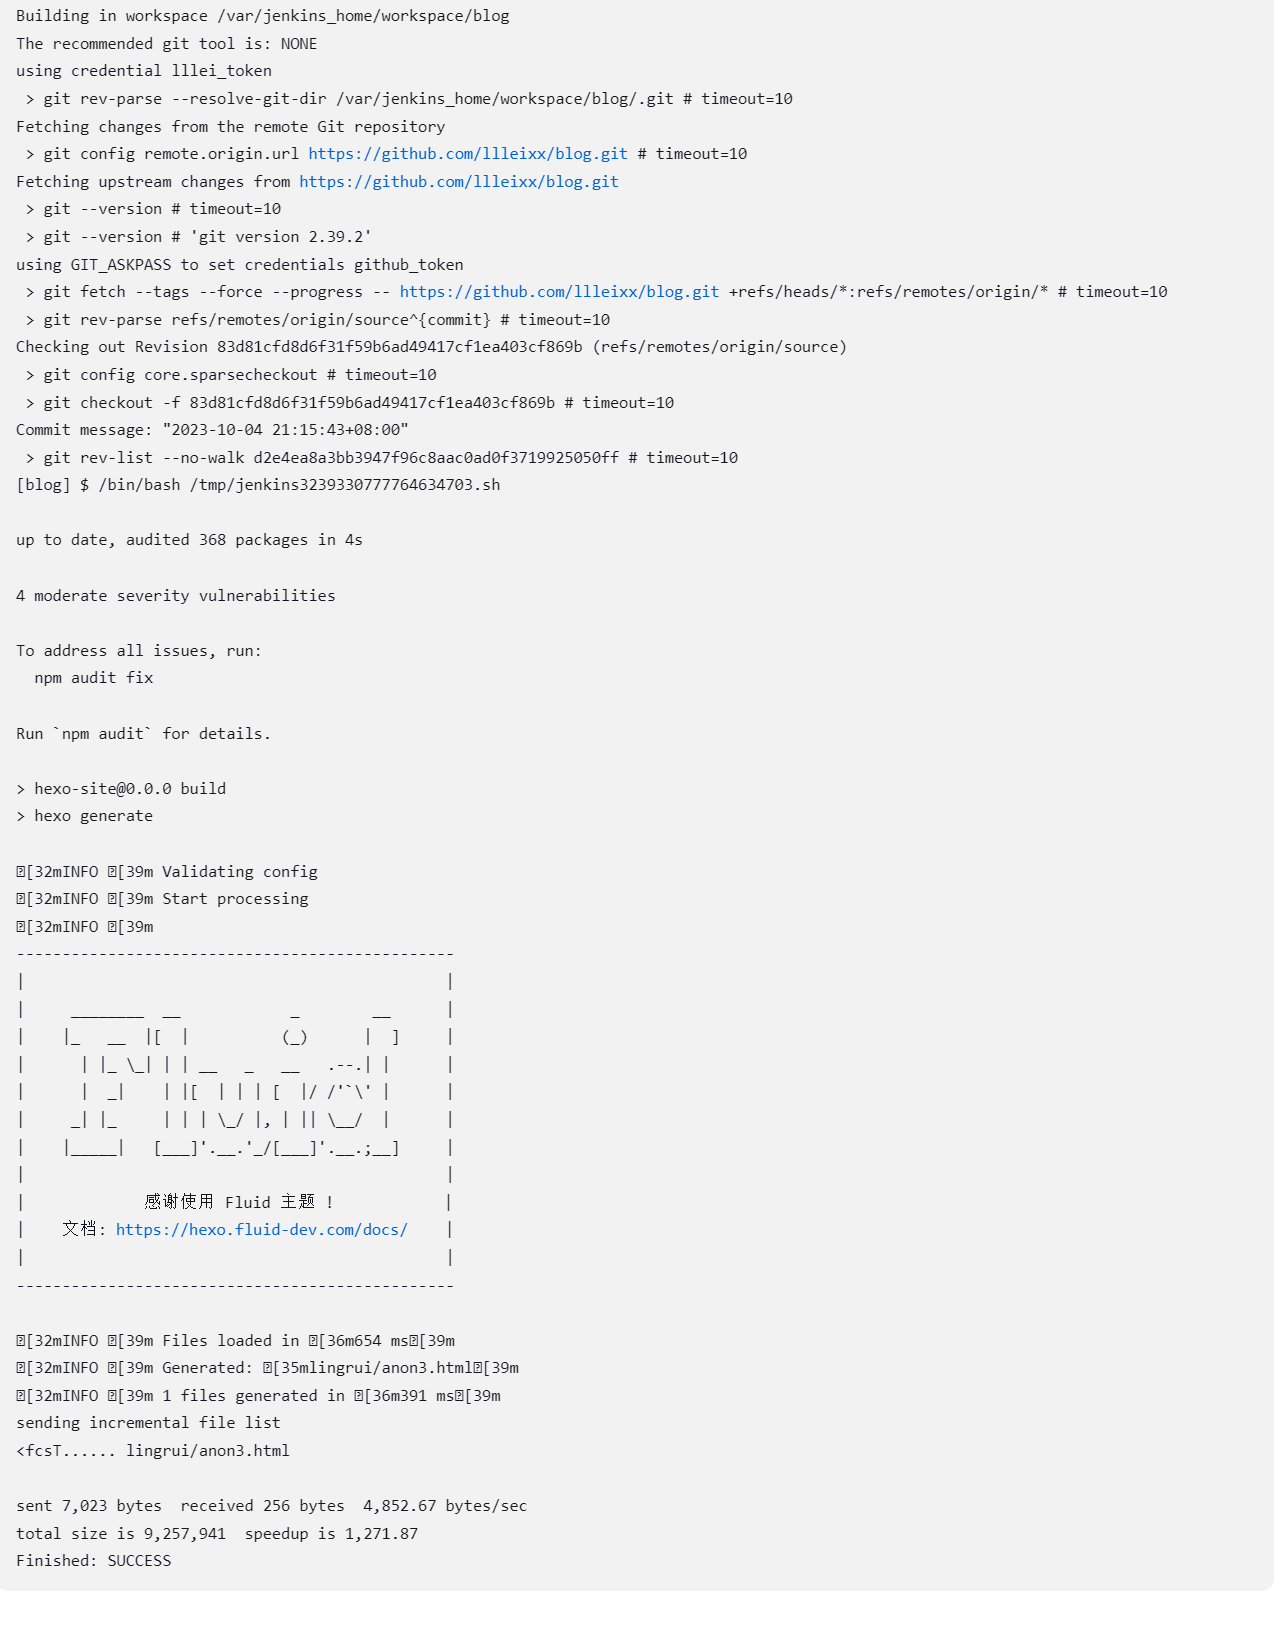 Building in workspace /var/jenkins_home/workspace/blog
The recommended git tool is: NONE
using credential lllei_token
 > git rev-parse --resolve-git-dir /var/jenkins_home/workspace/blog/.git # timeout=10
Fetching changes from the remote Git repository
 > git config remote.origin.url https://github.com/llleixx/blog.git # timeout=10
Fetching upstream changes from https://github.com/llleixx/blog.git
 > git --version # timeout=10
 > git --version # 'git version 2.39.2'
using GIT_ASKPASS to set credentials github_token
 > git fetch --tags --force --progress -- https://github.com/llleixx/blog.git +refs/heads/*:refs/remotes/origin/* # timeout=10
 > git rev-parse refs/remotes/origin/source^{commit} # timeout=10
Checking out Revision 83d81cfd8d6f31f59b6ad49417cf1ea403cf869b (refs/remotes/origin/source)
 > git config core.sparsecheckout # timeout=10
 > git checkout -f 83d81cfd8d6f31f59b6ad49417cf1ea403cf869b # timeout=10
Commit message: "2023-10-04 21:15:43+08:00"
 > git rev-list --no-walk d2e4ea8a3bb3947f96c8aac0ad0f3719925050ff # timeout=10
[blog] $ /bin/bash /tmp/jenkins3239330777764634703.sh

up to date, audited 368 packages in 4s

4 moderate severity vulnerabilities

To address all issues, run:
  npm audit fix

Run `npm audit` for details.

> hexo-site@0.0.0 build
> hexo generate

[32mINFO [39m Validating config
[32mINFO [39m Start processing
[32mINFO [39m
------------------------------------------------
|                                              |
|     ________  __            _        __      |
|    |_   __  |[  |          (_)      |  ]     |
|      | |_ \_| | | __   _   __   .--.| |      |
|      |  _|    | |[  | | | [  |/ /'`\' |      |
|     _| |_     | | | \_/ |, | || \__/  |      |
|    |_____|   [___]'.__.'_/[___]'.__.;__]     |
|                                              |
|            感谢使用 Fluid 主题 !            |
|    文档: https://hexo.fluid-dev.com/docs/    |
|                                              |
------------------------------------------------

[32mINFO [39m Files loaded in [36m654 ms[39m
[32mINFO [39m Generated: [35mlingrui/anon3.html[39m
[32mINFO [39m 1 files generated in [36m391 ms[39m
sending incremental file list
<fcsT...... lingrui/anon3.html

sent 7,023 bytes  received 256 bytes  4,852.67 bytes/sec
total size is 9,257,941  speedup is 1,271.87
Finished: SUCCESS